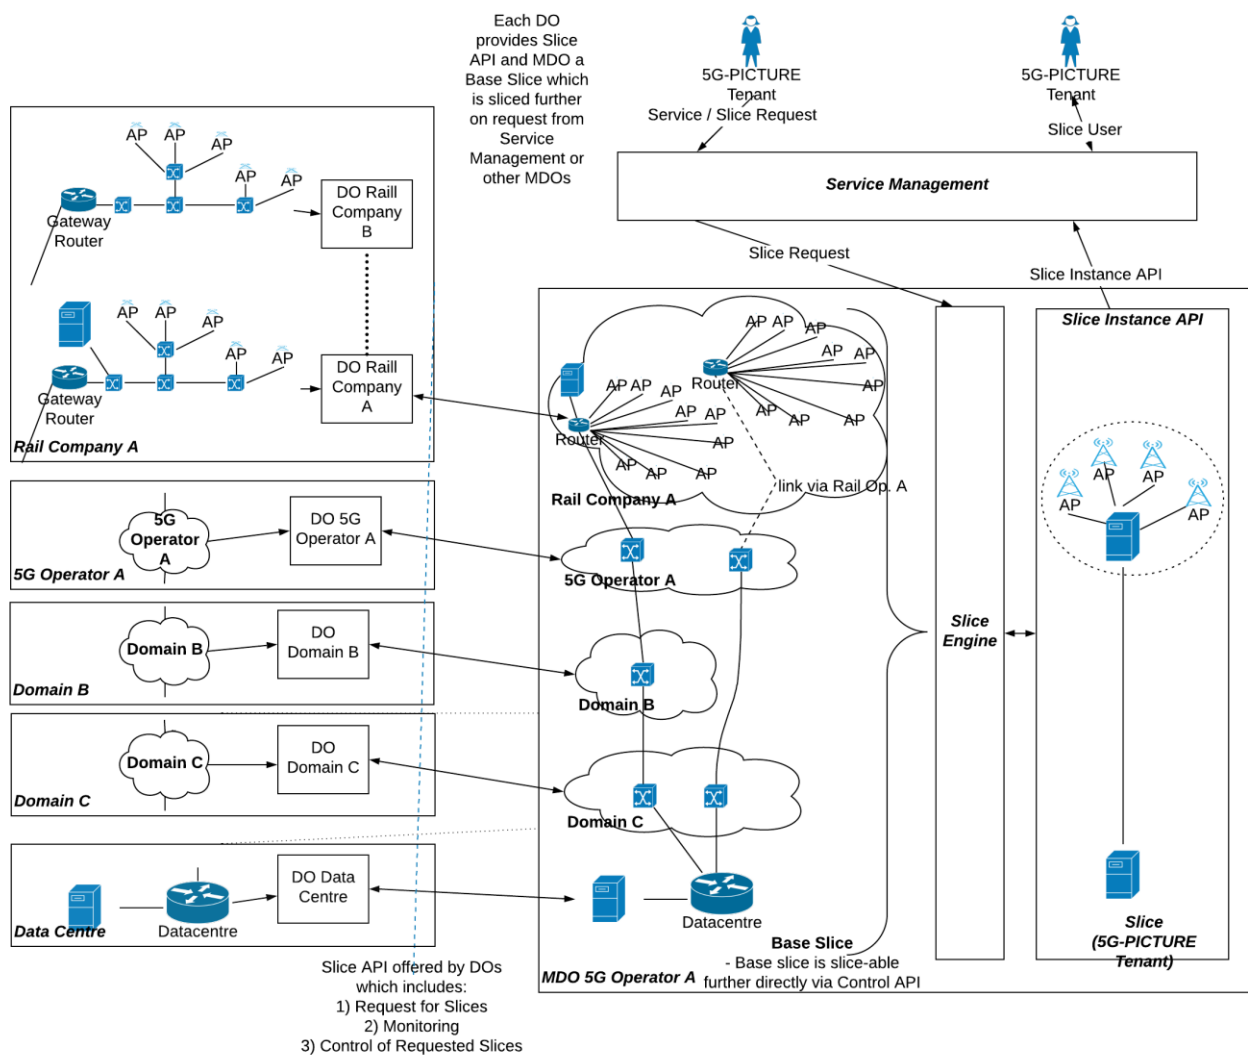 Each DO
provides Slice
API and MDO a
Base Slice which
is sliced further
on request from
Service
Management or
other MDOs
5G-PICTURE
Tenant
Service / Slice Request
5G-PICTURE
Tenant
Slice User
Service Management
Slice Request
Slice Instance API
AP
AP
AP
AP
AP
Gateway
Router
DO Raill
Company
B
AP
AP
AP
AP
AP
Gateway
Router
DO Raill
Company
A
Rail Company A
5G
Operator
A
DO 5G
Operator A
5G Operator A
Domain B
DO
Domain B
Domain B
Domain C
DO
Domain C
Domain C
DO Data
Centre
Datacentre
Data Centre
Slice API offered by DOs
which includes:
1) Request for Slices
2) Monitoring
3) Control of Requested Slices
AP
AP
AP
AP
AP
AP
AP
AP
AP
Router
AP
AP
AP
AP
AP
AP
AP
AP
AP
Router
Rail Company A
link via Rail Op. A
5G Operator A
Domain B
Domain C
Datacentre
Base Slice
- Base slice is slice-able
further directly via Control API
MDO 5G Operator A
Slice
Engine
Slice Instance API
AP
AP
AP
AP
Slice
(5G-PICTURE
Tenant)